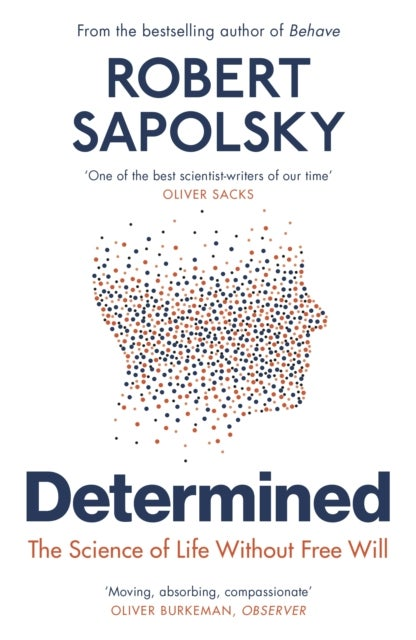 From the bestselling author of Behave
ROBERT
SAPOLSKY
‘One of the best scientist-writers of our time’
OLIVER SACKS
Determined
The Science of Life Without Free Will
‘Moving, absorbing, compassionate’
OLIVER BURKEMAN, OBSERVER